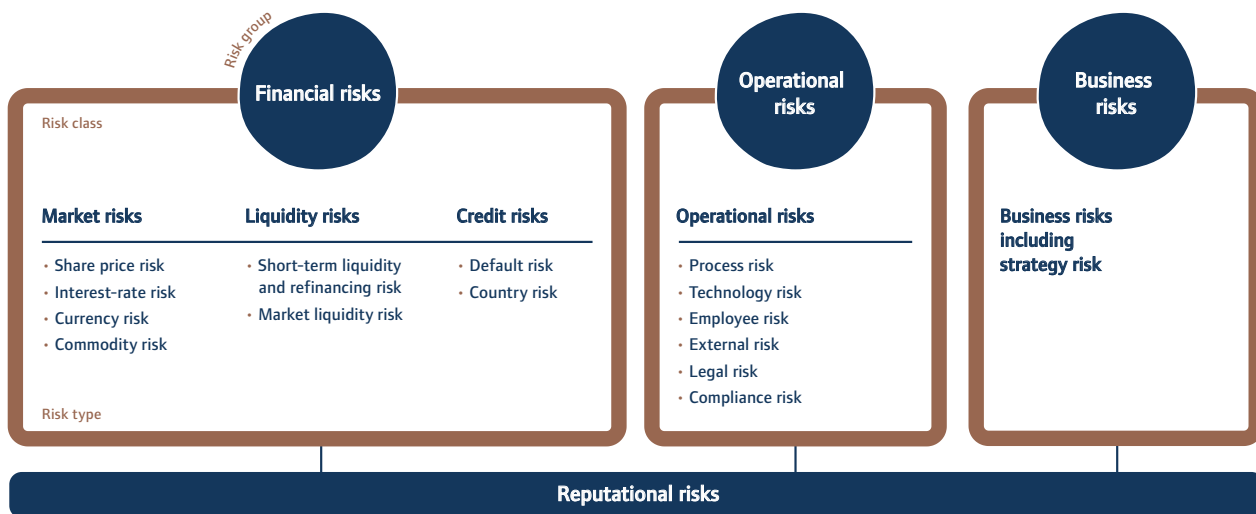 Risk group
Financial risks
Risk class
Market risks
• Share price risk
• Interest-rate risk
• Currency risk
• Commodity risk
Liquidity risks
• Short-term liquidity
and refinancing risk
• Market liquidity risk
Credit risks
• Default risk
• Country risk
Risk type
Operational
risks
Operational risks
• Process risk
• Technology risk
• Employee risk
• External risk
• Legal risk
• Compliance risk
Business
risks
Business risks
including
strategy risk
Reputational risks